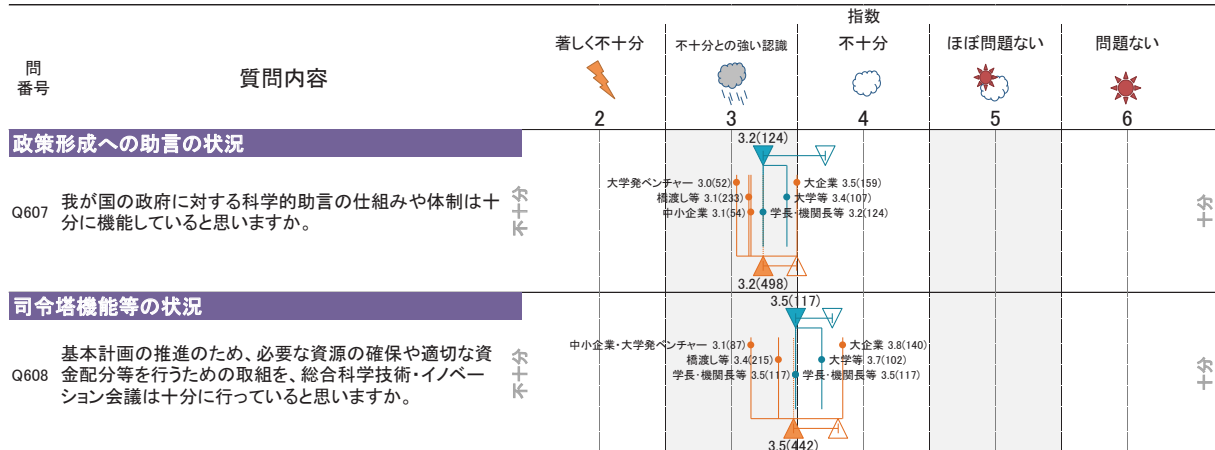 指数
問
番号
質問内容
著しく不十分
不十分との強い認識
不十分
ほぼ問題ない
問題ない
2
3
4
5
6
政策形成への助言の状況
3.2(124)
Q607
我が国の政府に対する科学的助言の仕組みや体制は十
分に機能していると思いますか。
不十分
大学発ベンチャー 3.0(52)
大企業 3.5(159)
橋渡し等 3.1(233)
大学等 3.4(107)
中小企業 3.1(54)
学長・機関長等 3.2(124)
十分
3.2(498)
司令塔機能等の状況
3.5(117)
Q608
基本計画の推進のため、必要な資源の確保や適切な資
金配分等を行うための取組を、総合科学技術・イノベー
ション会議は十分に行っていると思いますか。
不十分
中小企業・大学発ベンチャー 3.1(87)
大企業 3.8(140)
橋渡し等 3.4(215)
大学等 3.7(102)
学長・機関長等 3.5(117)
学長・機関長等 3.5(117)
十分
3.5(442)